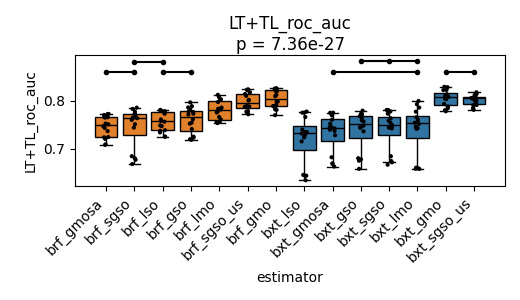 LT+TL_roc_auc
p = 7.36e-27
LT+TL_roc_auc
0.8
0.7
brf_gmosa
brf_sgso
brf_lso
brf_gso
brf_lmo
brf_sgso_us
brf_gmo
bxt_lso
bxt_gmosa
bxt_gso
bxt_sgso
bxt_lmo
bxt_gmo
bxt_sgso_us
estimator